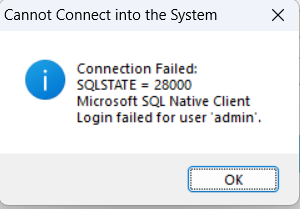 Cannot Connect into the System
Connection Failed:
SQLSTATE = 28000
Microsoft SQL Native Client
Login failed for user 'admin'.
OK